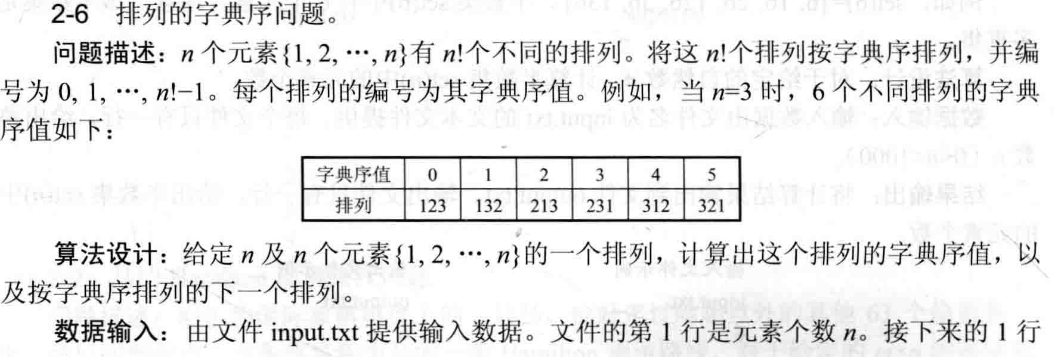 2-6 排列的字典序问题。
问题描述：n 个元素{1, 2, ···, n}有 n!个不同的排列。将这 n!个排列按字典序排列，并编
号为 0, 1, ···, n!−1。每个排列的编号为其字典序值。例如，当 n=3 时，6 个不同排列的字典
序值如下：
字典序值 0 1 2 3 4 5
排列 123 132 213 231 312 321
算法设计：给定 n 及 n 个元素{1, 2, ···, n}的一个排列，计算出这个排列的字典序值，以
及按字典序排列的下一个排列。
数据输入：由文件 input.txt 提供输入数据。文件的第 1 行是元素个数 n。接下来的 1 行